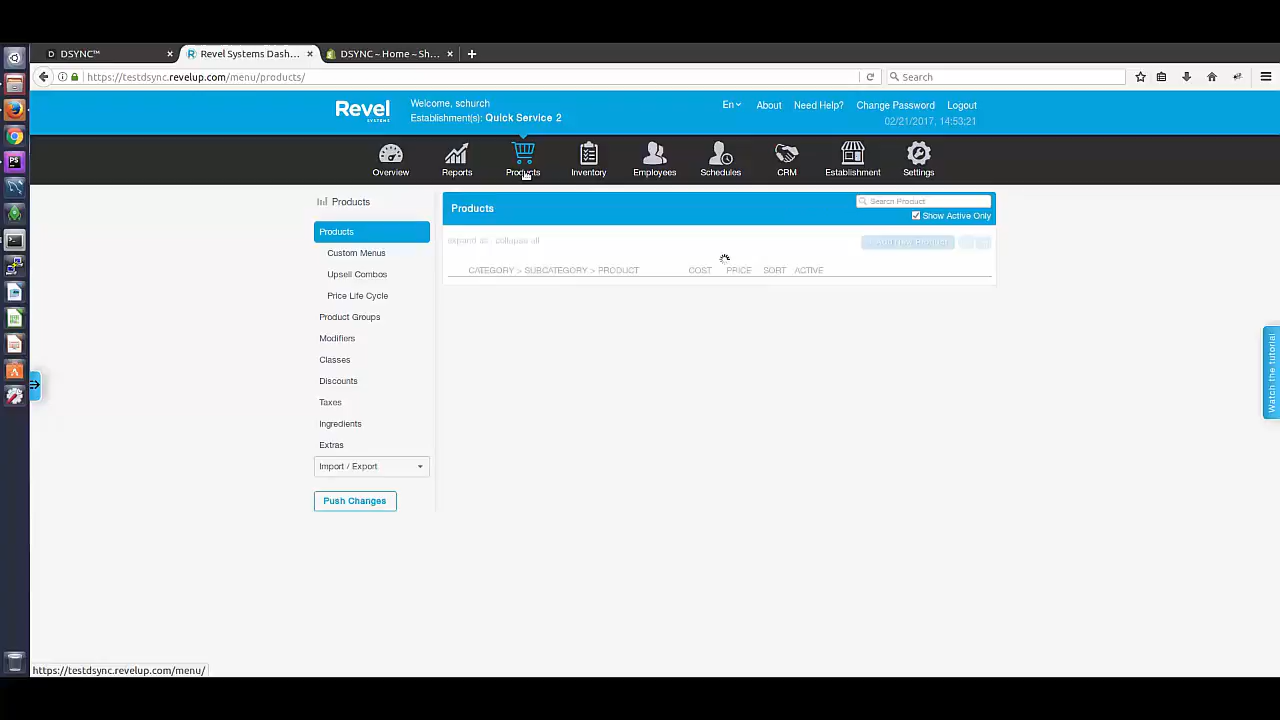 DSYNC™
Revel Systems Dash...
DSYNC ~ Home ~ Sh...
https://testdsync.revelup.com/menu/products/
Search
Revel
SYSTEMS
Welcome, schurch
Establishment(s): Quick Service 2
En
About
Need Help?
Change Password
Logout
02/21/2017, 14:53:21
Overview
Reports
Products
Inventory
Employees
Schedules
CRM
Establishment
Settings
Products
Products
Custom Menus
Upsell Combos
Price Life Cycle
Product Groups
Modifiers
Classes
Discounts
Taxes
Ingredients
Extras
Import / Export
Push Changes
Products
Search Product
Show Active Only
expand all collapse all
Add New Product
CATEGORY > SUBCATEGORY > PRODUCT
COST
PRICE
SORT
ACTIVE
Watch the tutorial
https://testdsync.revelup.com/menu/